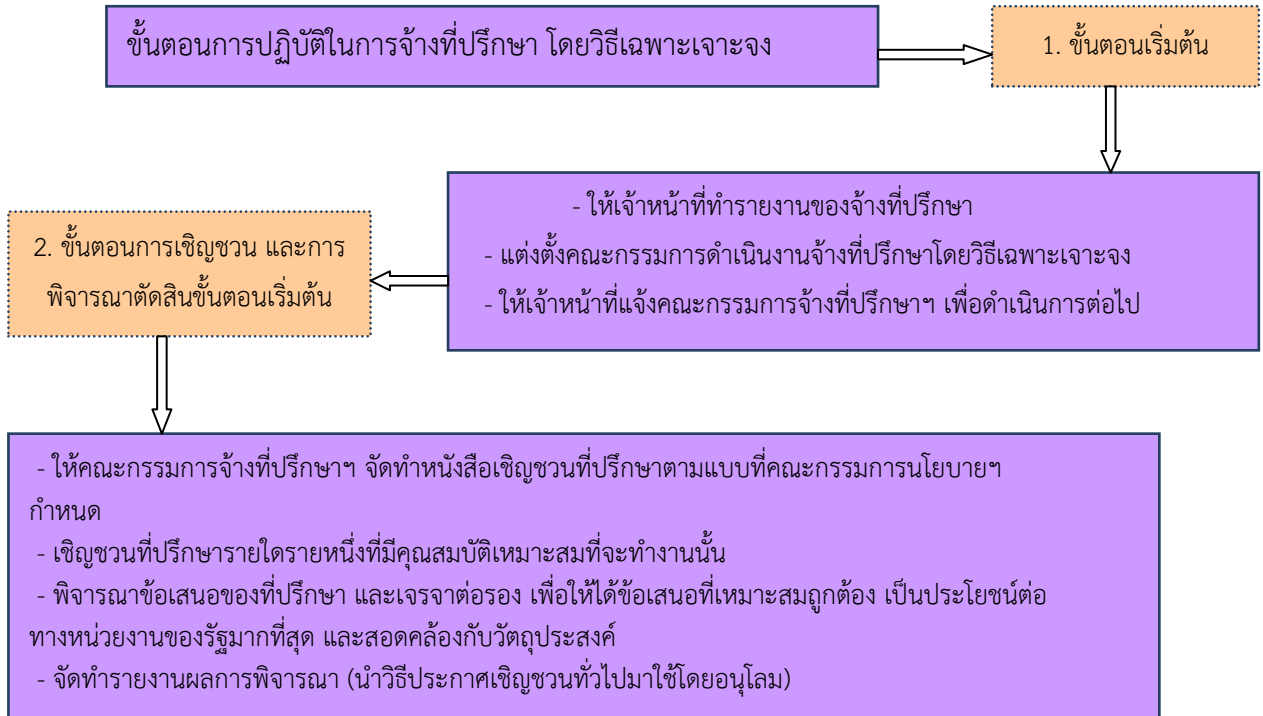 ขั้นตอนการปฏิบัติในการจ้างที่ปรึกษา โดยวิธีเฉพาะเจาะจง
1. ขั้นตอนเริ่มต้น
- ให้เจ้าหน้าที่ทำรายงานของจ้างที่ปรึกษา
- แต่งตั้งคณะกรรมการดำเนินงานจ้างที่ปรึกษาโดยวิธีเฉพาะเจาะจง
- ให้เจ้าหน้าที่แจ้งคณะกรรมการจ้างที่ปรึกษาฯ เพื่อดำเนินการต่อไป
2. ขั้นตอนการเชิญชวน และการ
พิจารณาตัดสินขั้นตอนเริ่มต้น
- ให้คณะกรรมการจ้างที่ปรึกษาฯ จัดทำหนังสือเชิญชวนที่ปรึกษาตามแบบที่คณะกรรมการนโยบายฯ
กำหนด
- เชิญชวนที่ปรึกษารายใดรายหนึ่งที่มีคุณสมบัติเหมาะสมที่จะทำงานนั้น
- พิจารณาข้อเสนอของที่ปรึกษา และเจรจาต่อรอง เพื่อให้ได้ข้อเสนอที่เหมาะสมถูกต้อง เป็นประโยชน์ต่อ
ทางหน่วยงานของรัฐมากที่สุด และสอดคล้องกับวัตถุประสงค์
- จัดทำรายงานผลการพิจารณา (นำวิธีประกาศเชิญชวนทั่วไปมาใช้โดยอนุโลม)